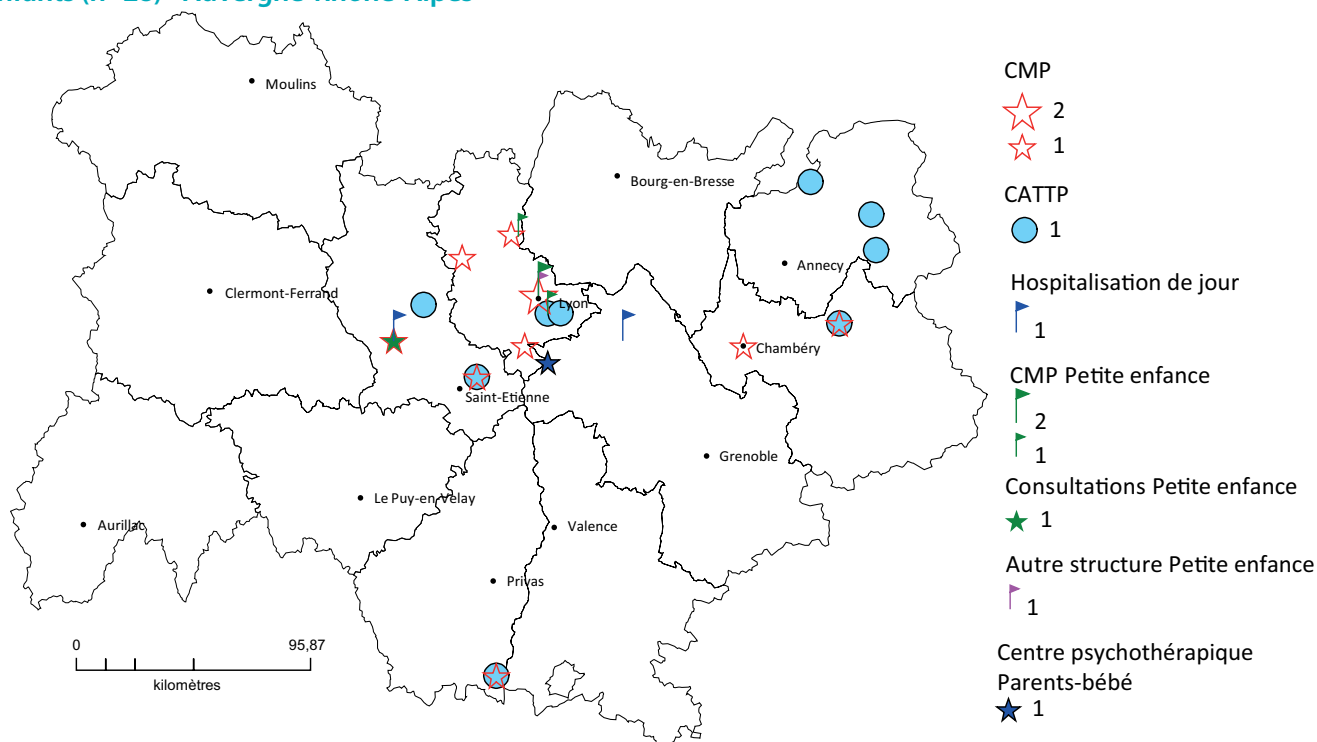 Moulins
Bourg-en-Bresse
Clermont-Ferrand
Annecy
Lyon
Chambéry
Saint-Etienne
Grenoble
Le Puy-en-Velay
Aurillac
Valence
Privas
0 95,87
kilomètres
CMP
2
1
CATTP
1
Hospitalisation de jour
1
CMP Petite enfance
2
1
Consultations Petite enfance
1
Autre structure Petite enfance
1
Centre psychothérapique
Parents-bébé
1